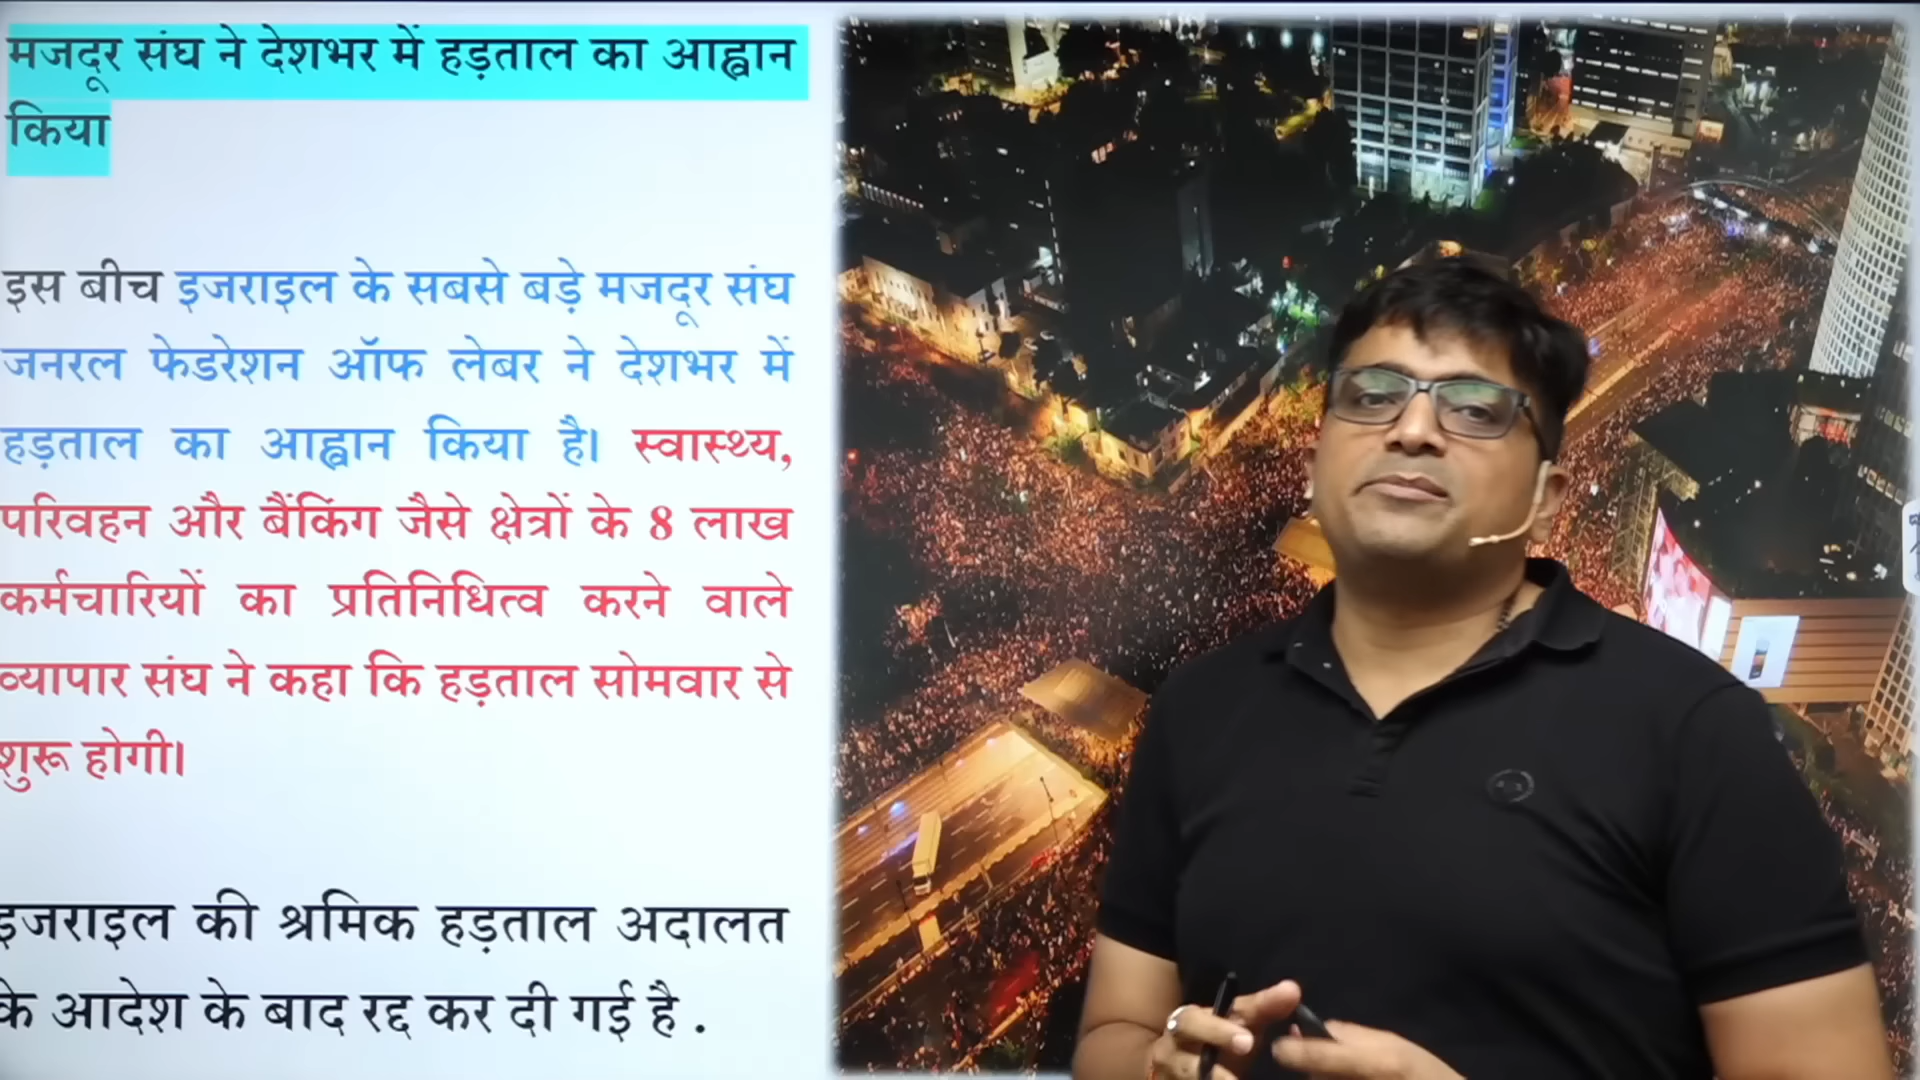 मजदूर संघ ने देशभर में हड़ताल का आह्वान
किया
इस बीच इजराइल के सबसे बड़े मजदूर संघ
जनरल फेडरेशन ऑफ लेबर ने देशभर में
हड़ताल का आह्वान किया है। स्वास्थ्य,
परिवहन और बैंकिंग जैसे क्षेत्रों के 8 लाख
कर्मचारियों का प्रतिनिधित्व करने वाले
व्यापार संघ ने कहा कि हड़ताल सोमवार से
शुरू होगी।
इजराइल की श्रमिक हड़ताल अदालत
के आदेश के बाद रद्द कर दी गई है .